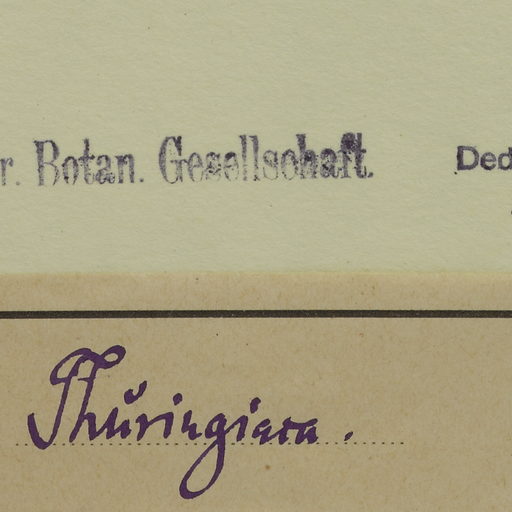 r. Botan. Gesellschaft. Ded
Thüringiaca.